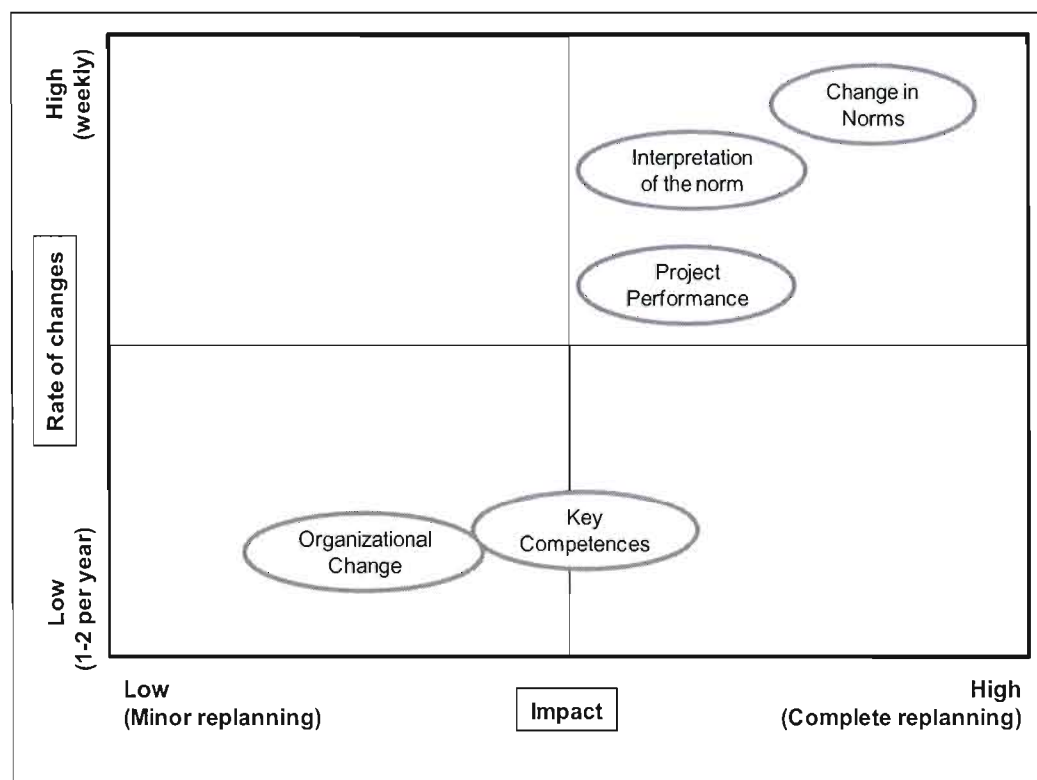 High
(weekly)
Change in
Norms
Interpretation
of the norm
Project
Performance
Rate of changes
Key
Competences
Organizational
Change
Low
(1-2 per year)
Low
(Minor replanning)
Impact
High
(Complete replanning)